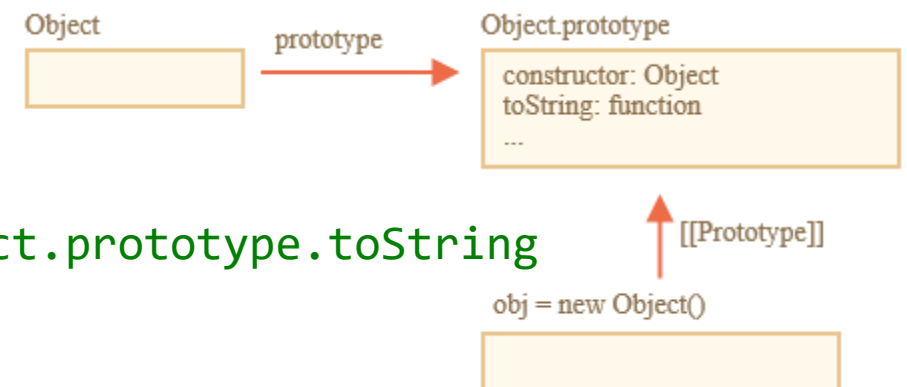 Object
prototype
Object.prototype
constructor: Object
toString: function
...
ct.prototype.toString
[[Prototype]]
obj = new Object()